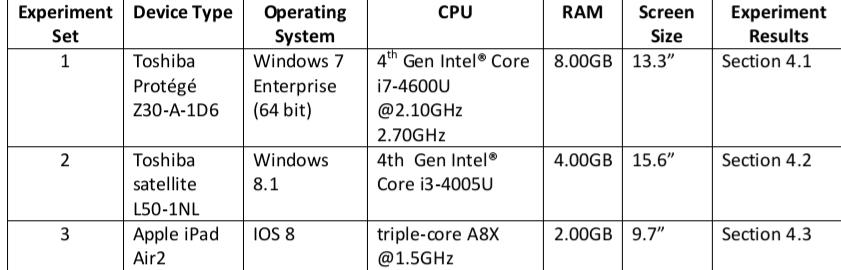 Experiment Set | Device Type | Operating System | CPU | RAM | Screen Size | Experiment Results
1 | Toshiba Protégé Z30-A-1D6 | Windows 7 Enterprise (64 bit) | 4th Gen Intel® Core i7-4600U @2.10GHz 2.70GHz | 8.00GB | 13.3” | Section 4.1
2 | Toshiba satellite L50-1NL | Windows 8.1 | 4th Gen Intel® Core i3-4005U | 4.00GB | 15.6” | Section 4.2
3 | Apple iPad Air2 | IOS 8 | triple-core A8X @1.5GHz | 2.00GB | 9.7” | Section 4.3